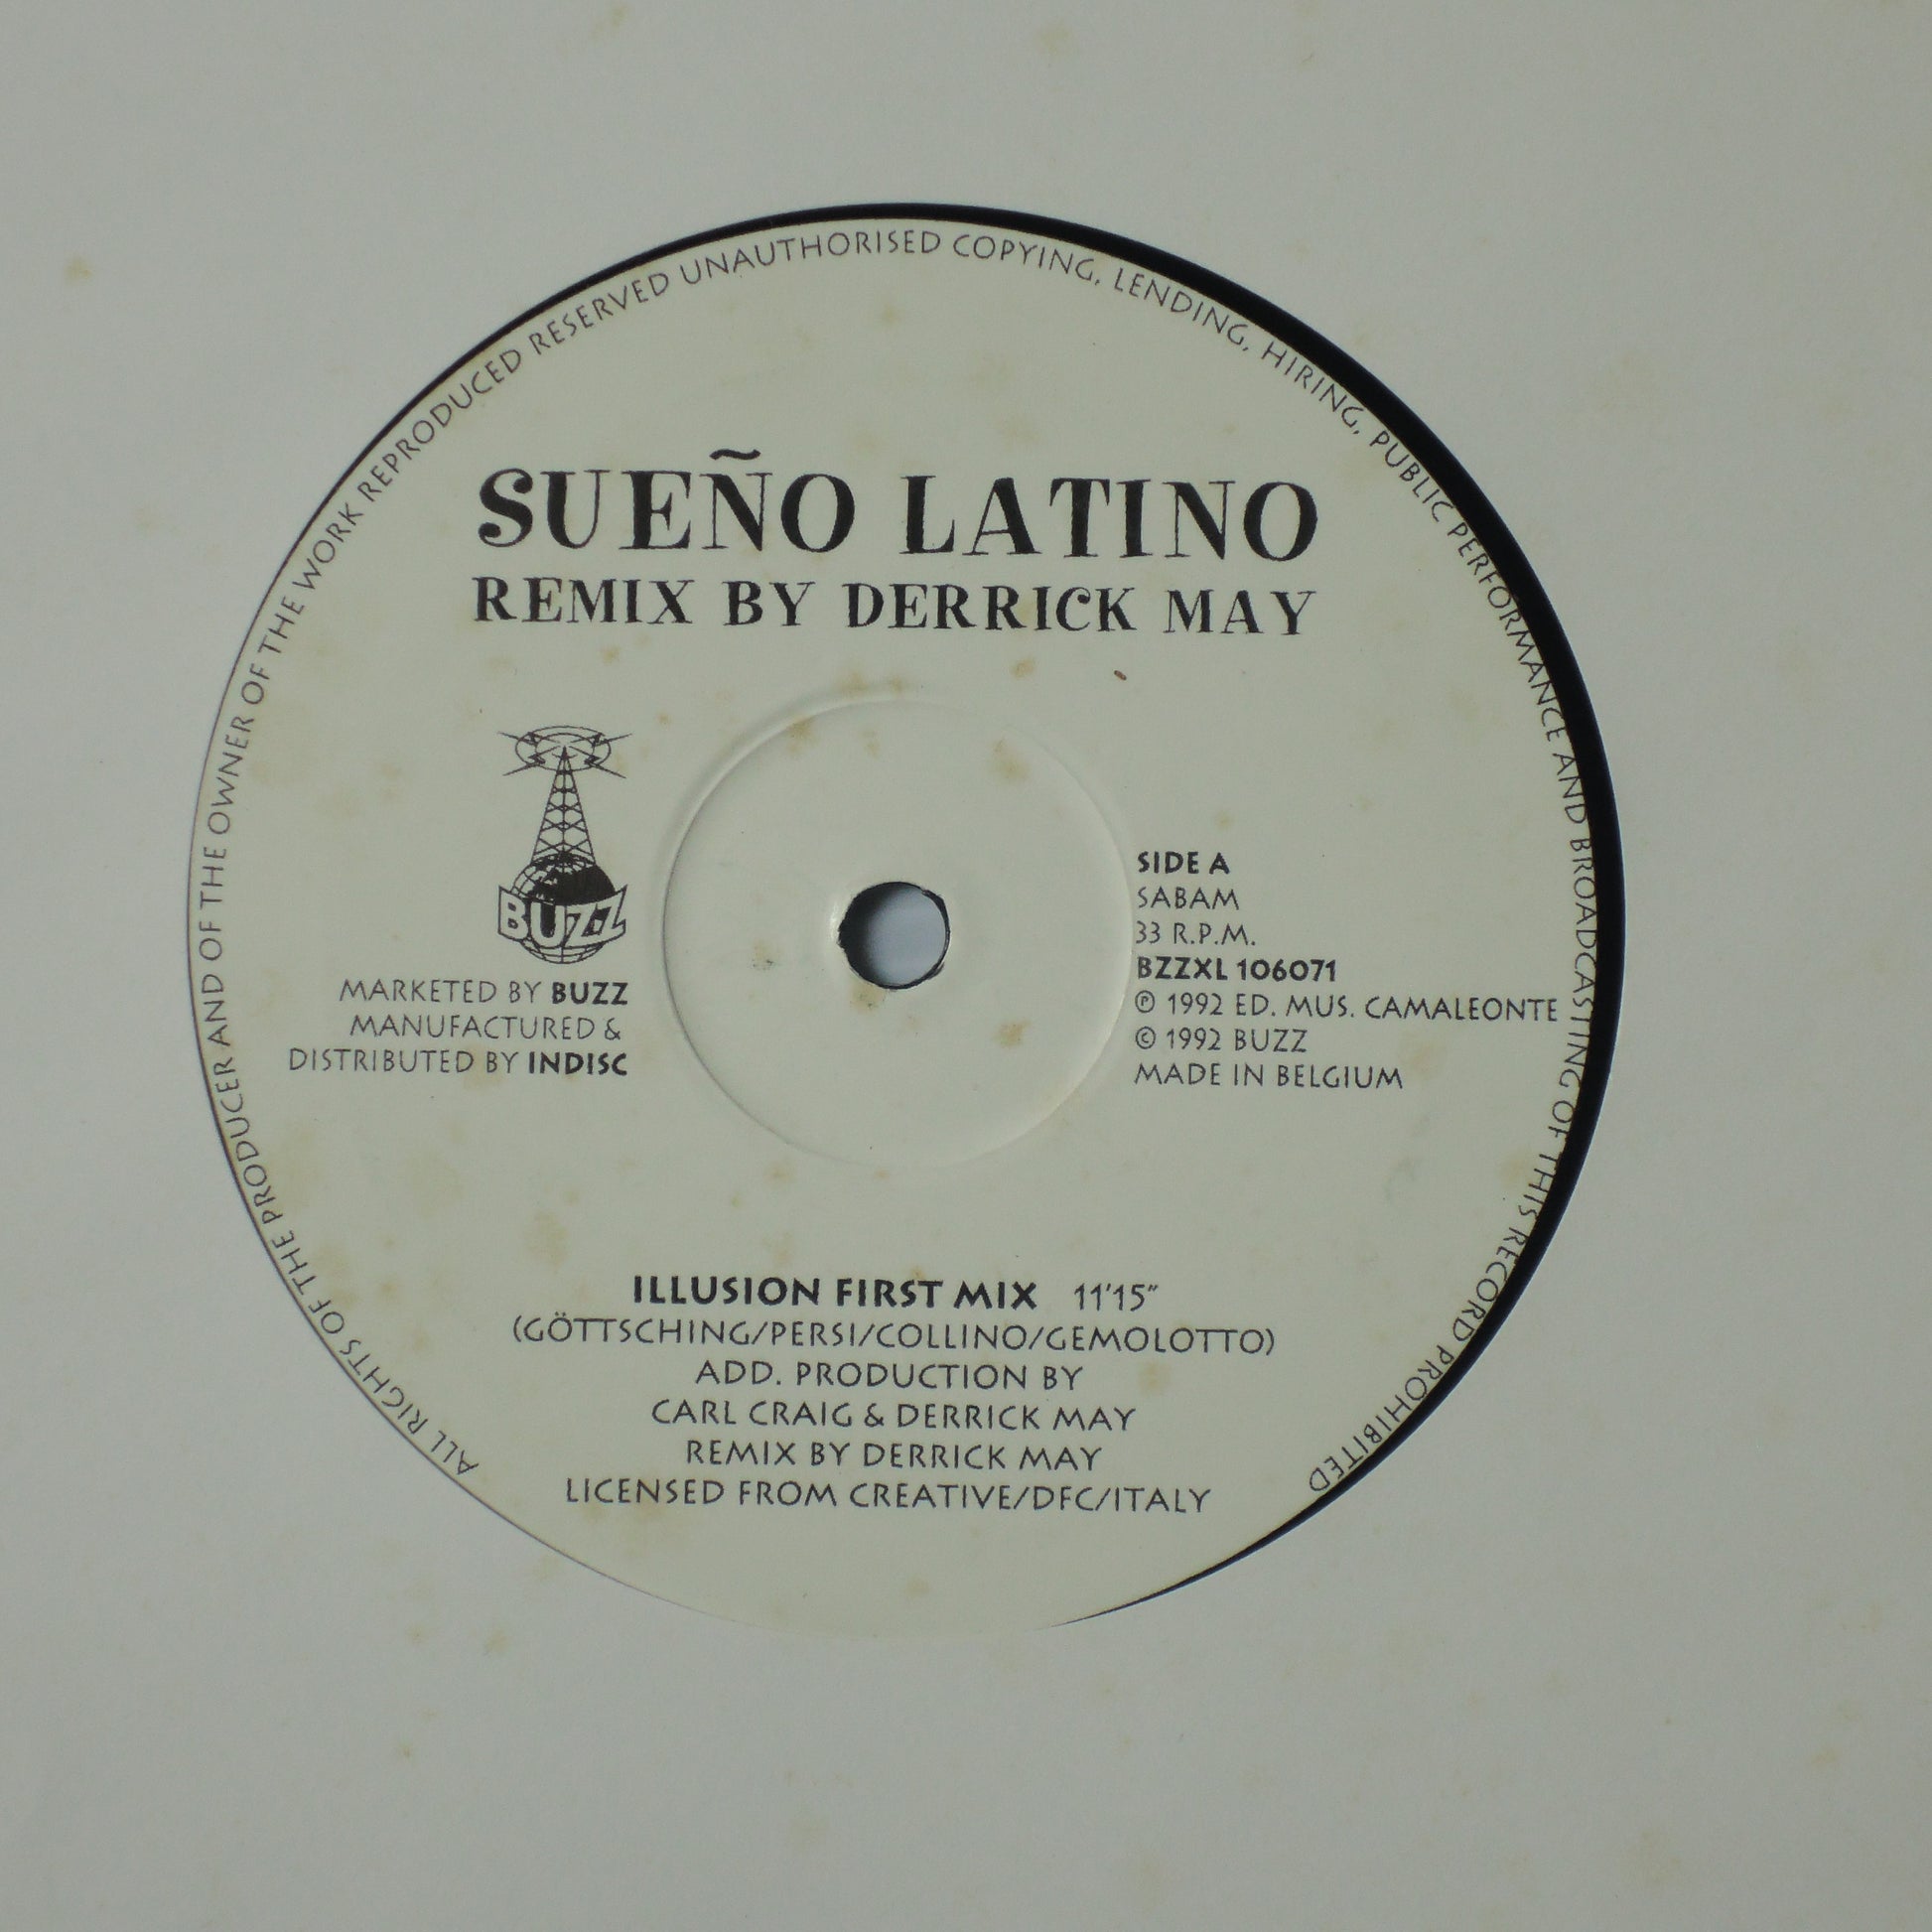 ALL RIGHTS OF THE PRODUCER AND OF THE OWNER OF THE WORK REPRODUCED RESERVED UNAUTHORISED COPYING, LENDING, HIRING, PUBLIC PERFORMANCE AND BROADCASTING OF THIS RECORD PROHIBITED
SUEÑO LATINO
REMIX BY DERRICK MAY
BUZZ
MARKETED BY BUZZ
MANUFACTURED &
DISTRIBUTED BY INDISC
SIDE A
SABAM
33 R.P.M.
BZZXL 106071
℗ 1992 ED. MUS. CAMALEONTE
© 1992 BUZZ
MADE IN BELGIUM
ILLUSION FIRST MIX 11'15"
(GÖTTSCHING/PERSI/COLLINO/GEMOLOTTO)
ADD. PRODUCTION BY
CARL CRAIG & DERRICK MAY
REMIX BY DERRICK MAY
LICENSED FROM CREATIVE/DFC/ITALY